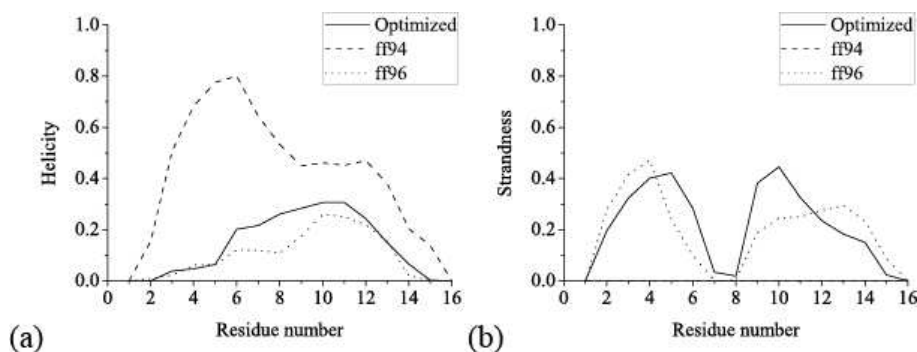 1.0
0.8
0.6
0.4
0.2
0.0
Helicity
Optimized
ff94
ff96
0 2 4 6 8 10 12 14 16
Residue number
(a)
1.0
0.8
0.6
0.4
0.2
0.0
Strandness
Optimized
ff94
ff96
0 2 4 6 8 10 12 14 16
Residue number
(b)